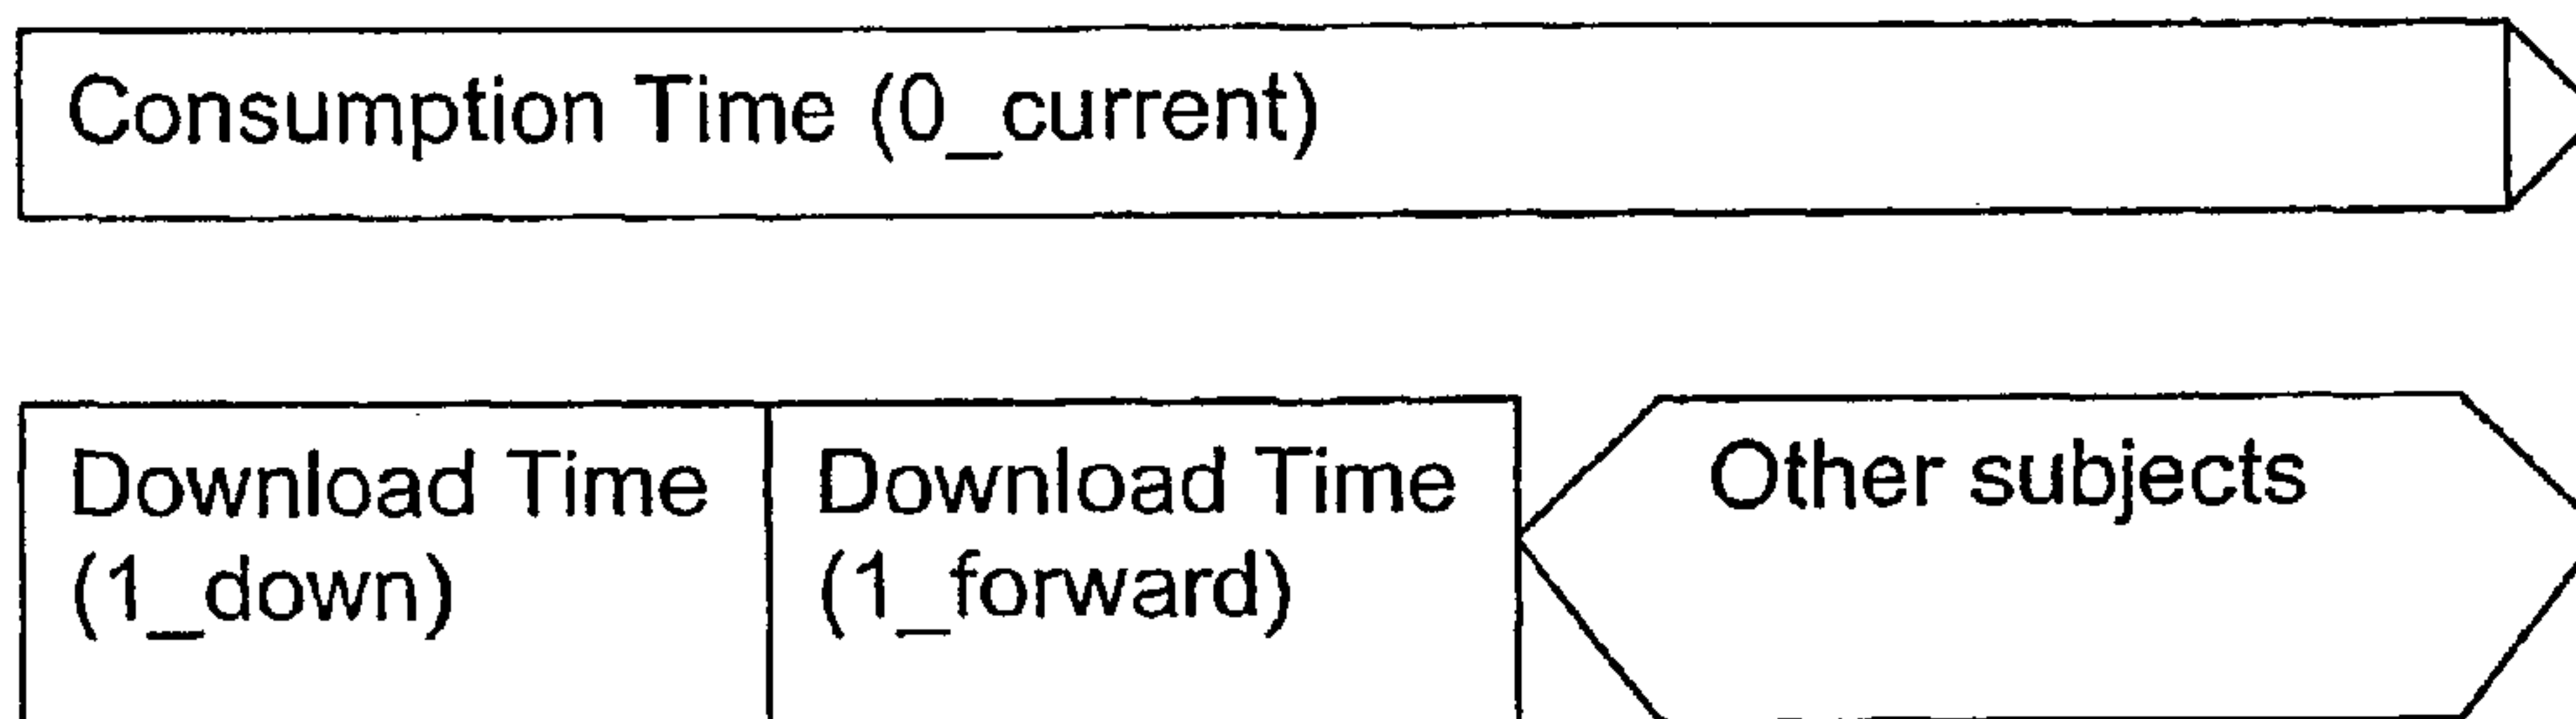 Consumption Time (0_current)
Download Time
(1_down)
Download Time
(1_forward)
Other subjects